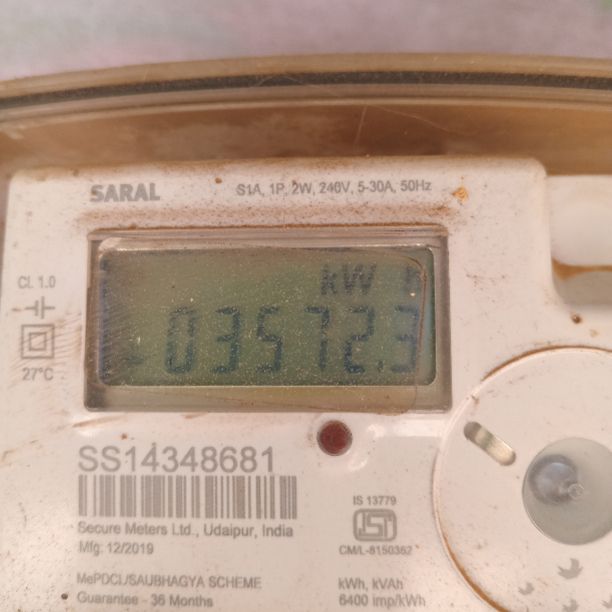 SARAL
S1A, 1P, 2W, 240V, 5-30A, 50Hz
Cl. 1.0
27°C
kW h
03572.3
SS14348681
Secure Meters Ltd., Udaipur, India
Mfg: 12/2019
MePDCL/SAUBHAGYA SCHEME
Guarantee - 36 Months
IS 13779
ISI
CM/L-8150362
kWh, kVAh
6400 imp/kWh